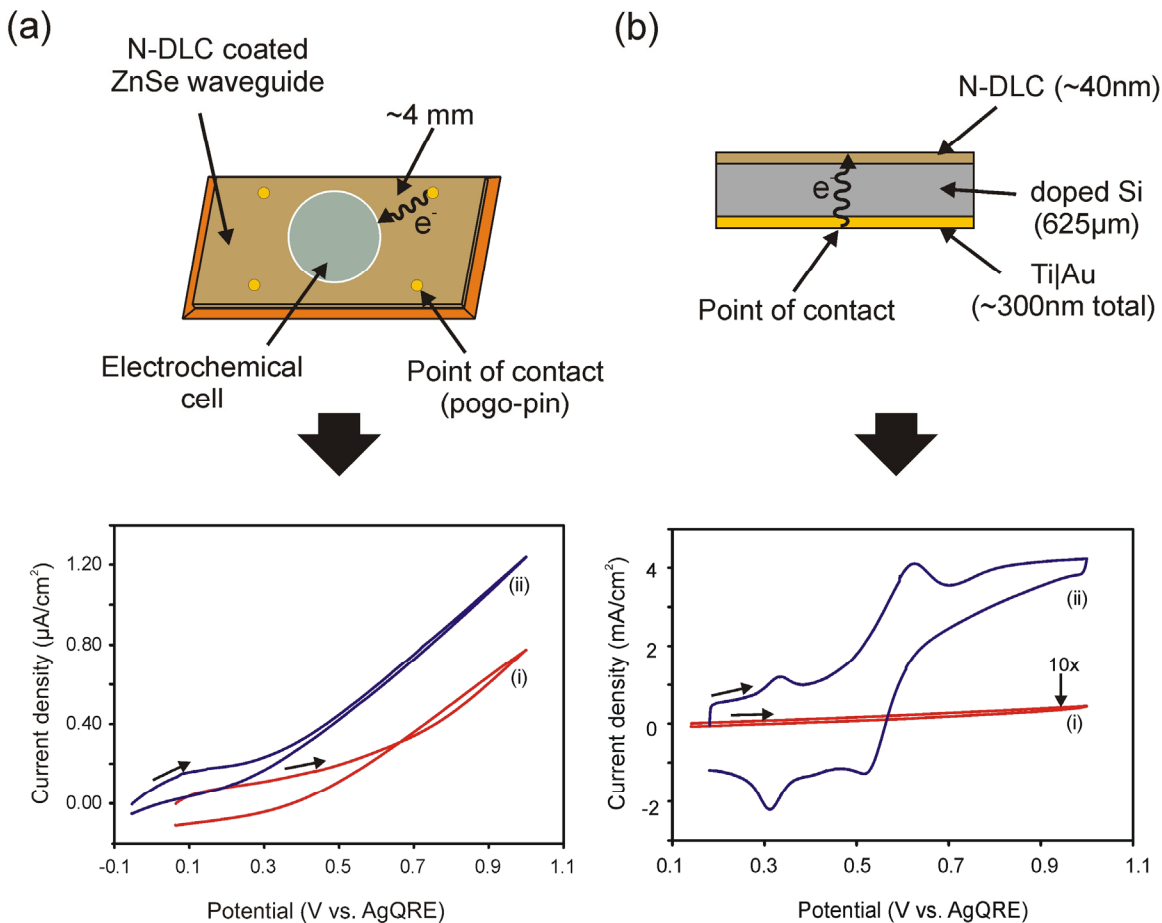 (a)
N-DLC coated
ZnSe waveguide
~4 mm
e-
Electrochemical
cell
Point of contact
(pogo-pin)
(b)
N-DLC (~40nm)
e-
doped Si
(625µm)
Ti|Au
(~300nm total)
Point of contact
Current density (µA/cm²)
1.20
0.80
0.40
0.00
(ii)
(i)
-0.1
0.1
0.3
0.5
0.7
0.9
1.1
Potential (V vs. AgQRE)
Current density (mA/cm²)
4
2
0
-2
(ii)
10x
(i)
0.1
0.3
0.5
0.7
0.9
1.1
Potential (V vs. AgQRE)